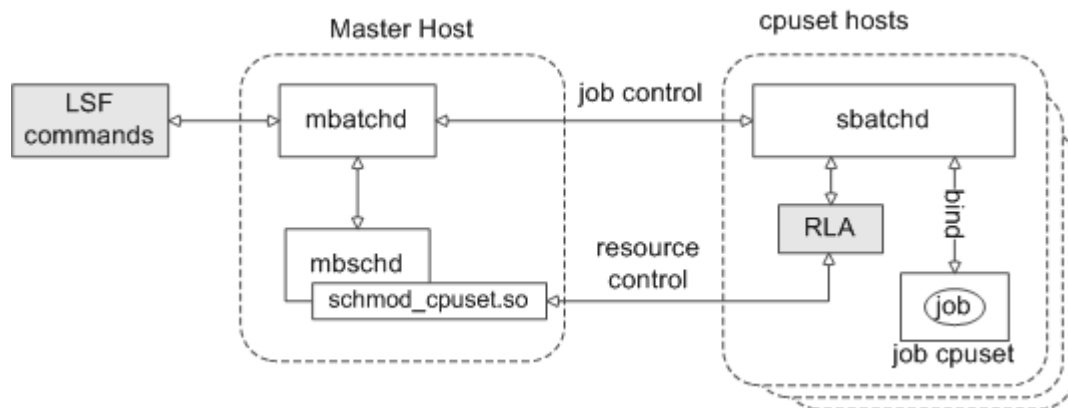 Master Host
cpuset hosts
LSF
commands
mbatchd
job control
sbatchd
bind
RLA
mbschd
schmod_cpuset.so
resource
control
job
job cpuset